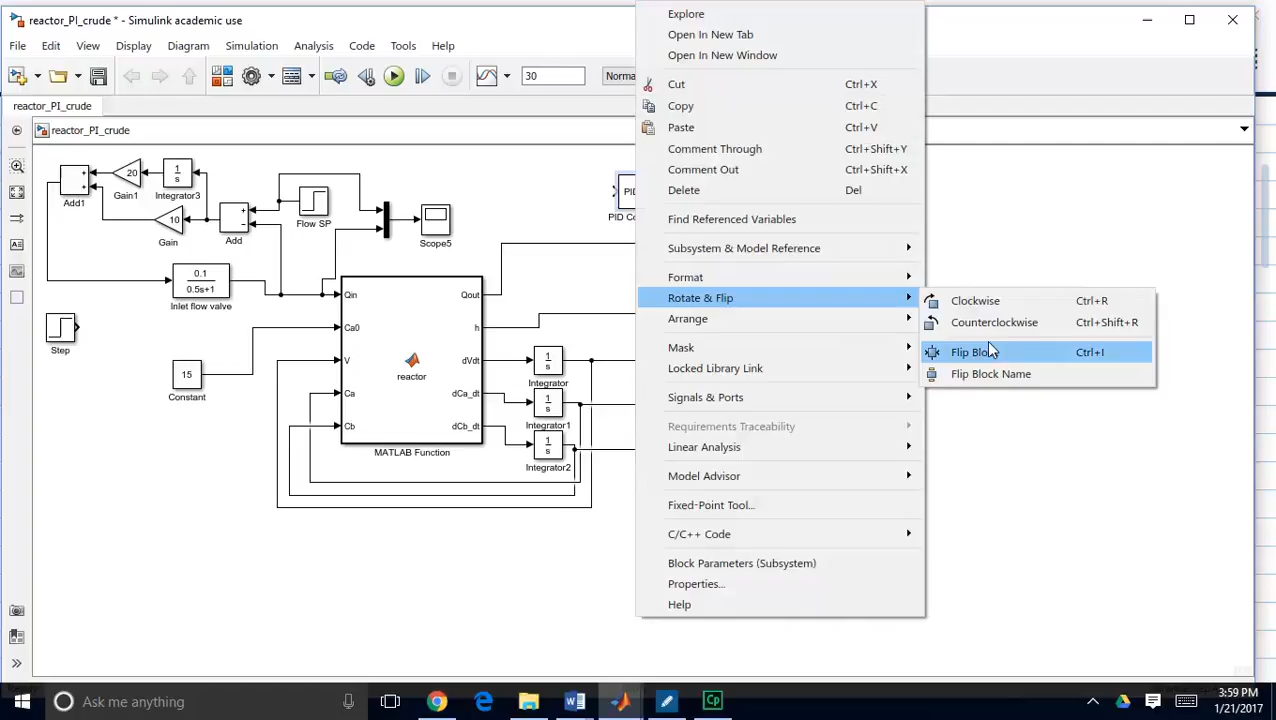 reactor_PI_crude * - Simulink academic use
File Edit View Display Diagram Simulation Analysis Code Tools Help
30
Norma
reactor_PI_crude
reactor_PI_crude
Add1
20
Gain1
1
s
Integrator3
10
Gain
Add
Flow SP
Scope5
0.1
0.5s+1
Inlet flow valve
Step
15
Constant
Qin
Ca0
V
Ca
Cb
reactor
Qout
h
dVdt
dCa_dt
dCb_dt
MATLAB Function
1
s
Integrator
1
s
Integrator1
1
s
Integrator2
PID
PID Co
Explore
Open In New Tab
Open In New Window
Cut Ctrl+X
Copy Ctrl+C
Paste Ctrl+V
Comment Through Ctrl+Shift+Y
Comment Out Ctrl+Shift+X
Delete Del
Find Referenced Variables
Subsystem & Model Reference
Format
Rotate & Flip
Arrange
Mask
Locked Library Link
Signals & Ports
Requirements Traceability
Linear Analysis
Model Advisor
Fixed-Point Tool...
C/C++ Code
Block Parameters (Subsystem)
Properties...
Help
Clockwise Ctrl+R
Counterclockwise Ctrl+Shift+R
Flip Block Ctrl+I
Flip Block Name
Ask me anything
3:59 PM
1/21/2017